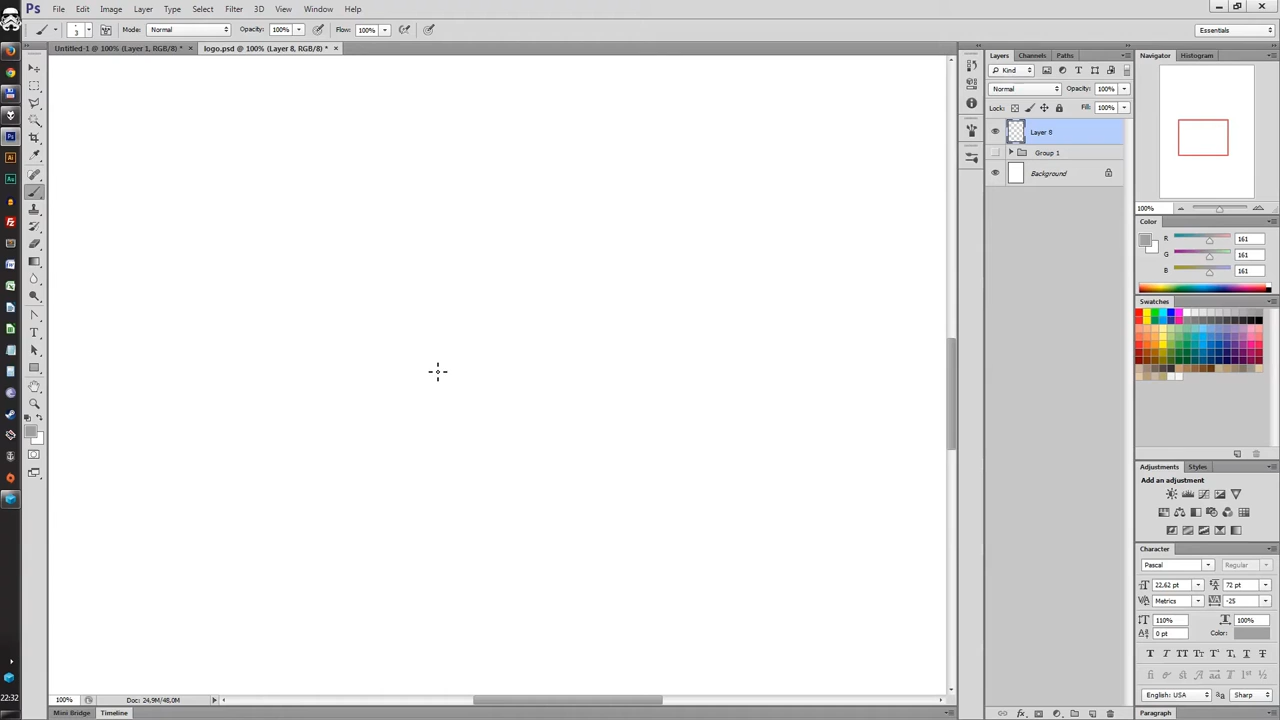 Ps File Edit Image Layer Type Select Filter 3D View Window Help
3 Mode: Normal Opacity: 100% Flow: 100% Essentials
Untitled-1 @ 100% (Layer 1, RGB/8) * × logo.psd @ 100% (Layer 8, RGB/8) * ×
Layers Channels Paths
Kind
Normal Opacity: 100%
Lock: Fill: 100%
Layer 8
Group 1
Background
Navigator Histogram
100%
Color
R 161
G 161
B 161
Swatches
Adjustments Styles
Add an adjustment
Character
Pascal Regular
22,62 pt 72 pt
Metrics -25
110% 100%
0 pt Color:
English: USA Sharp
Paragraph
22:32
100% Doc: 24,9M/48,0M
Mini Bridge Timeline